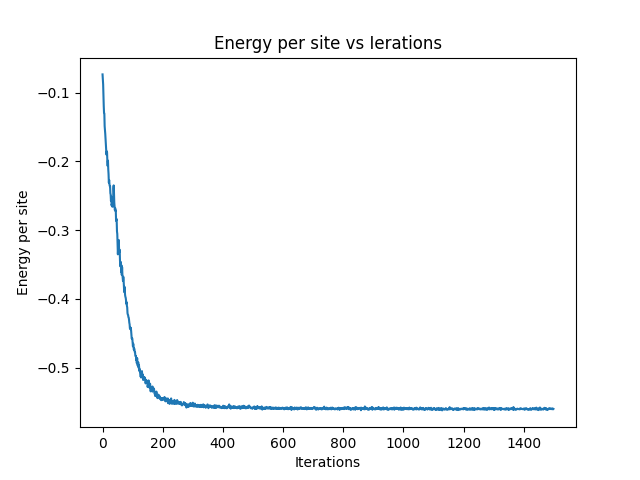 Energy per site vs Ierations
Energy per site
−0.1
−0.2
−0.3
−0.4
−0.5
0 200 400 600 800 1000 1200 1400
Iterations